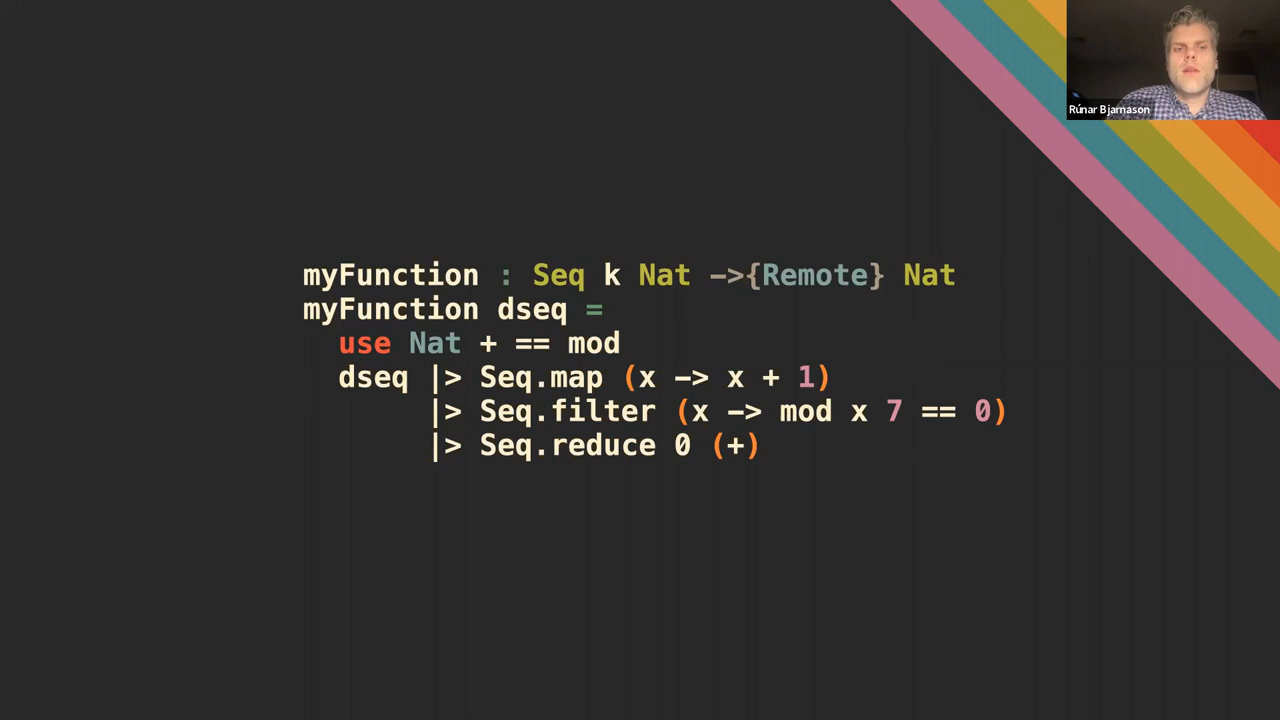 Rúnar Bjarnason
myFunction : Seq k Nat –>{Remote} Nat
myFunction dseq =
use Nat + == mod
dseq |> Seq.map (x –> x + 1)
|> Seq.filter (x –> mod x 7 == 0)
|> Seq.reduce 0 (+)